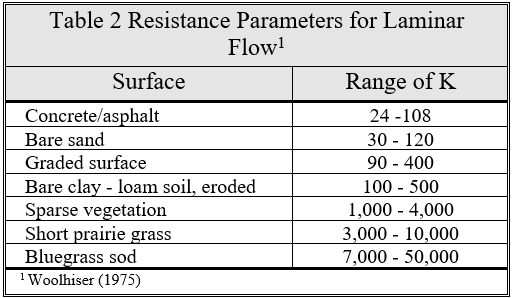 Table 2 Resistance Parameters for Laminar
Flow¹
Surface Range of K
Concrete/asphalt 24 -108
Bare sand 30 - 120
Graded surface 90 - 400
Bare clay - loam soil, eroded 100 - 500
Sparse vegetation 1,000 - 4,000
Short prairie grass 3,000 - 10,000
Bluegrass sod 7,000 - 50,000
¹ Woolhiser (1975)